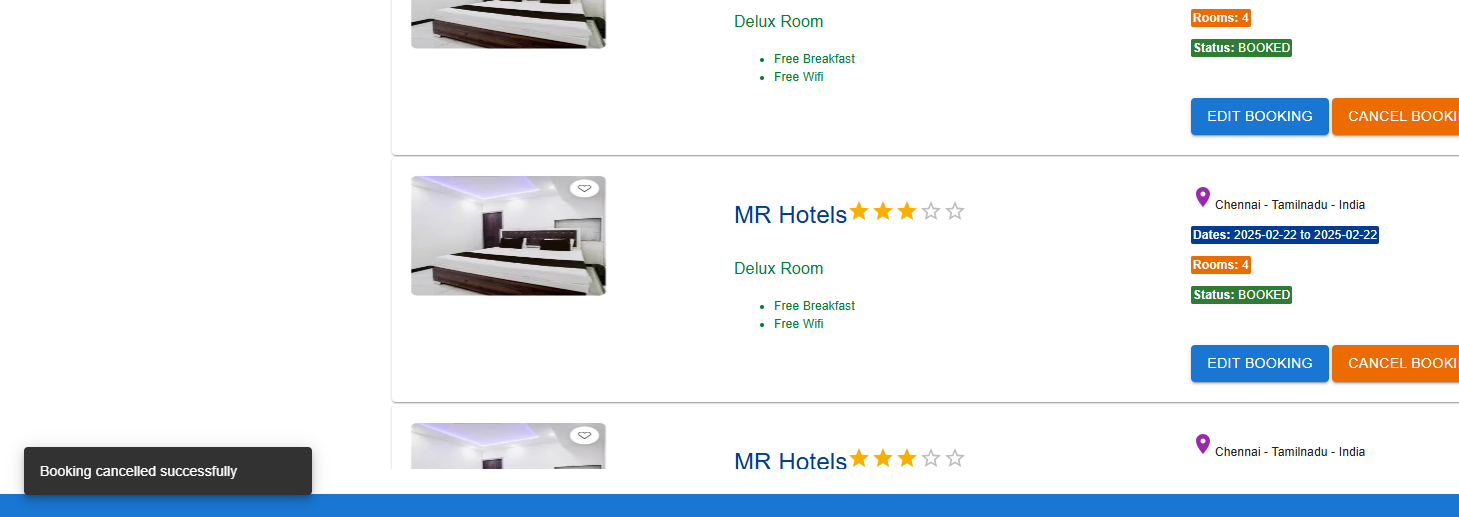 Delux Room
Free Breakfast
Free Wifi
Rooms: 4
Status: BOOKED
EDIT BOOKING
CANCEL BOOKI
MR Hotels
Chennai - Tamilnadu - India
Dates: 2025-02-22 to 2025-02-22
Rooms: 4
Status: BOOKED
Delux Room
Free Breakfast
Free Wifi
EDIT BOOKING
CANCEL BOOKI
MR Hotels
Chennai - Tamilnadu - India
Booking cancelled successfully